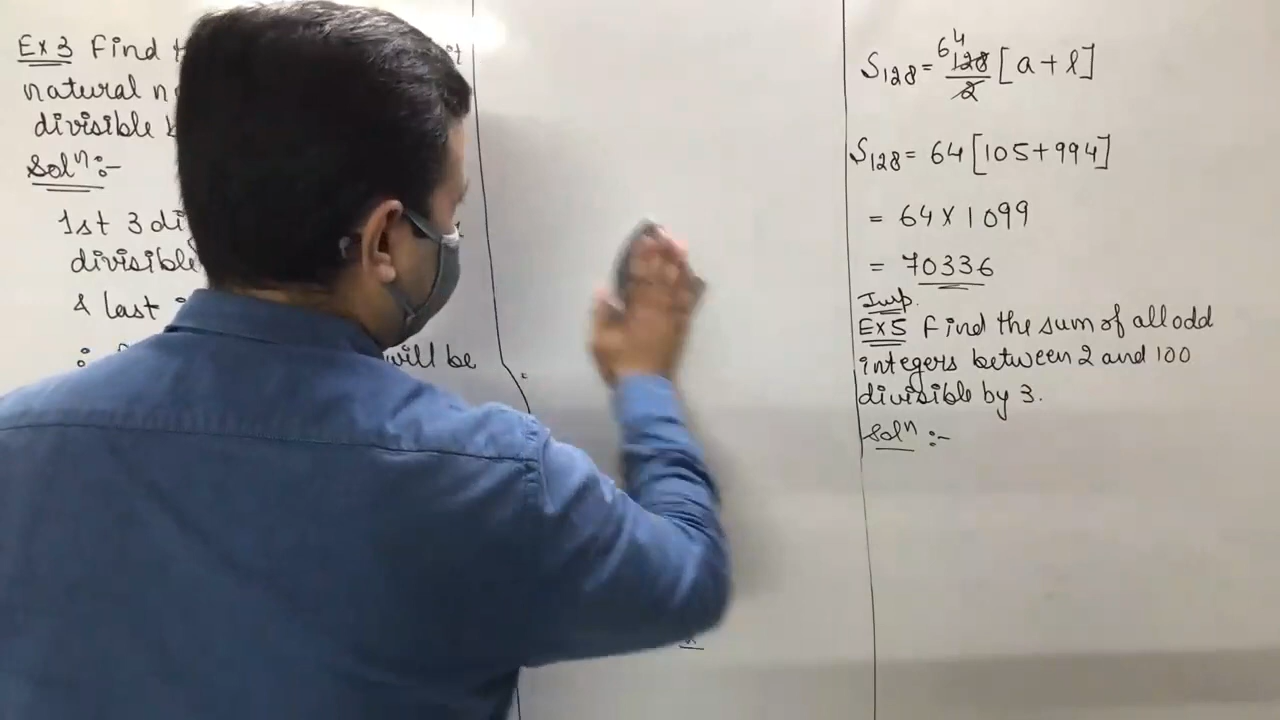 Ex 3 Find
natural
divisible
Solⁿ:-
1st 3
divisible
& last
will be
S₁₂₈ = 64 128/2 [a+l]
S₁₂₈ = 64 [105+994]
= 64 × 1099
= 70336
Imp.
Ex 5 Find the sum of all odd
integers between 2 and 100
divisible by 3.
Solⁿ :-